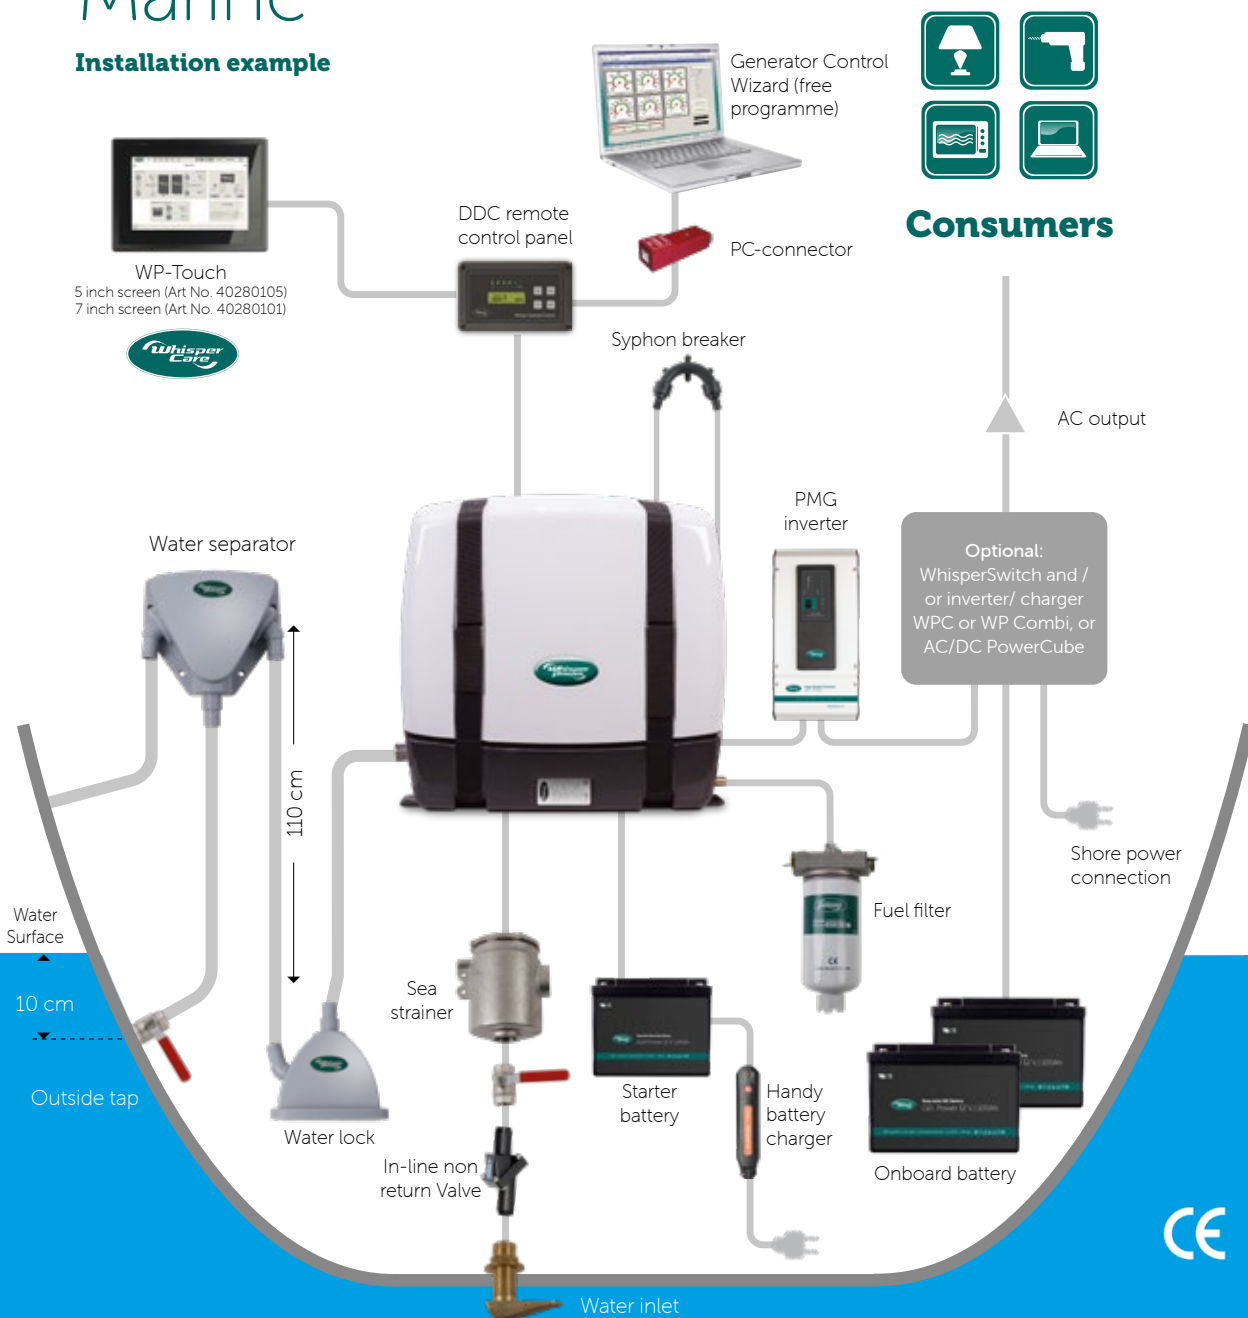 Marine
Installation example
Generator Control
Wizard (free
programme)
DDC remote
control panel
PC-connector
Consumers
WP-Touch
5 inch screen (Art No. 40280105)
7 inch screen (Art No. 40280101)
Whisper
Care
Syphon breaker
AC output
PMG
inverter
Optional:
WhisperSwitch and /
or inverter/ charger
WPC or WP Combi, or
AC/DC PowerCube
Water separator
110 cm
Shore power
connection
Fuel filter
Water
Surface
10 cm
Outside tap
Sea
strainer
Whisper
Power
Water lock
Starter
battery
Handy
battery
charger
In-line non
return Valve
Onboard battery
CE
Water inlet